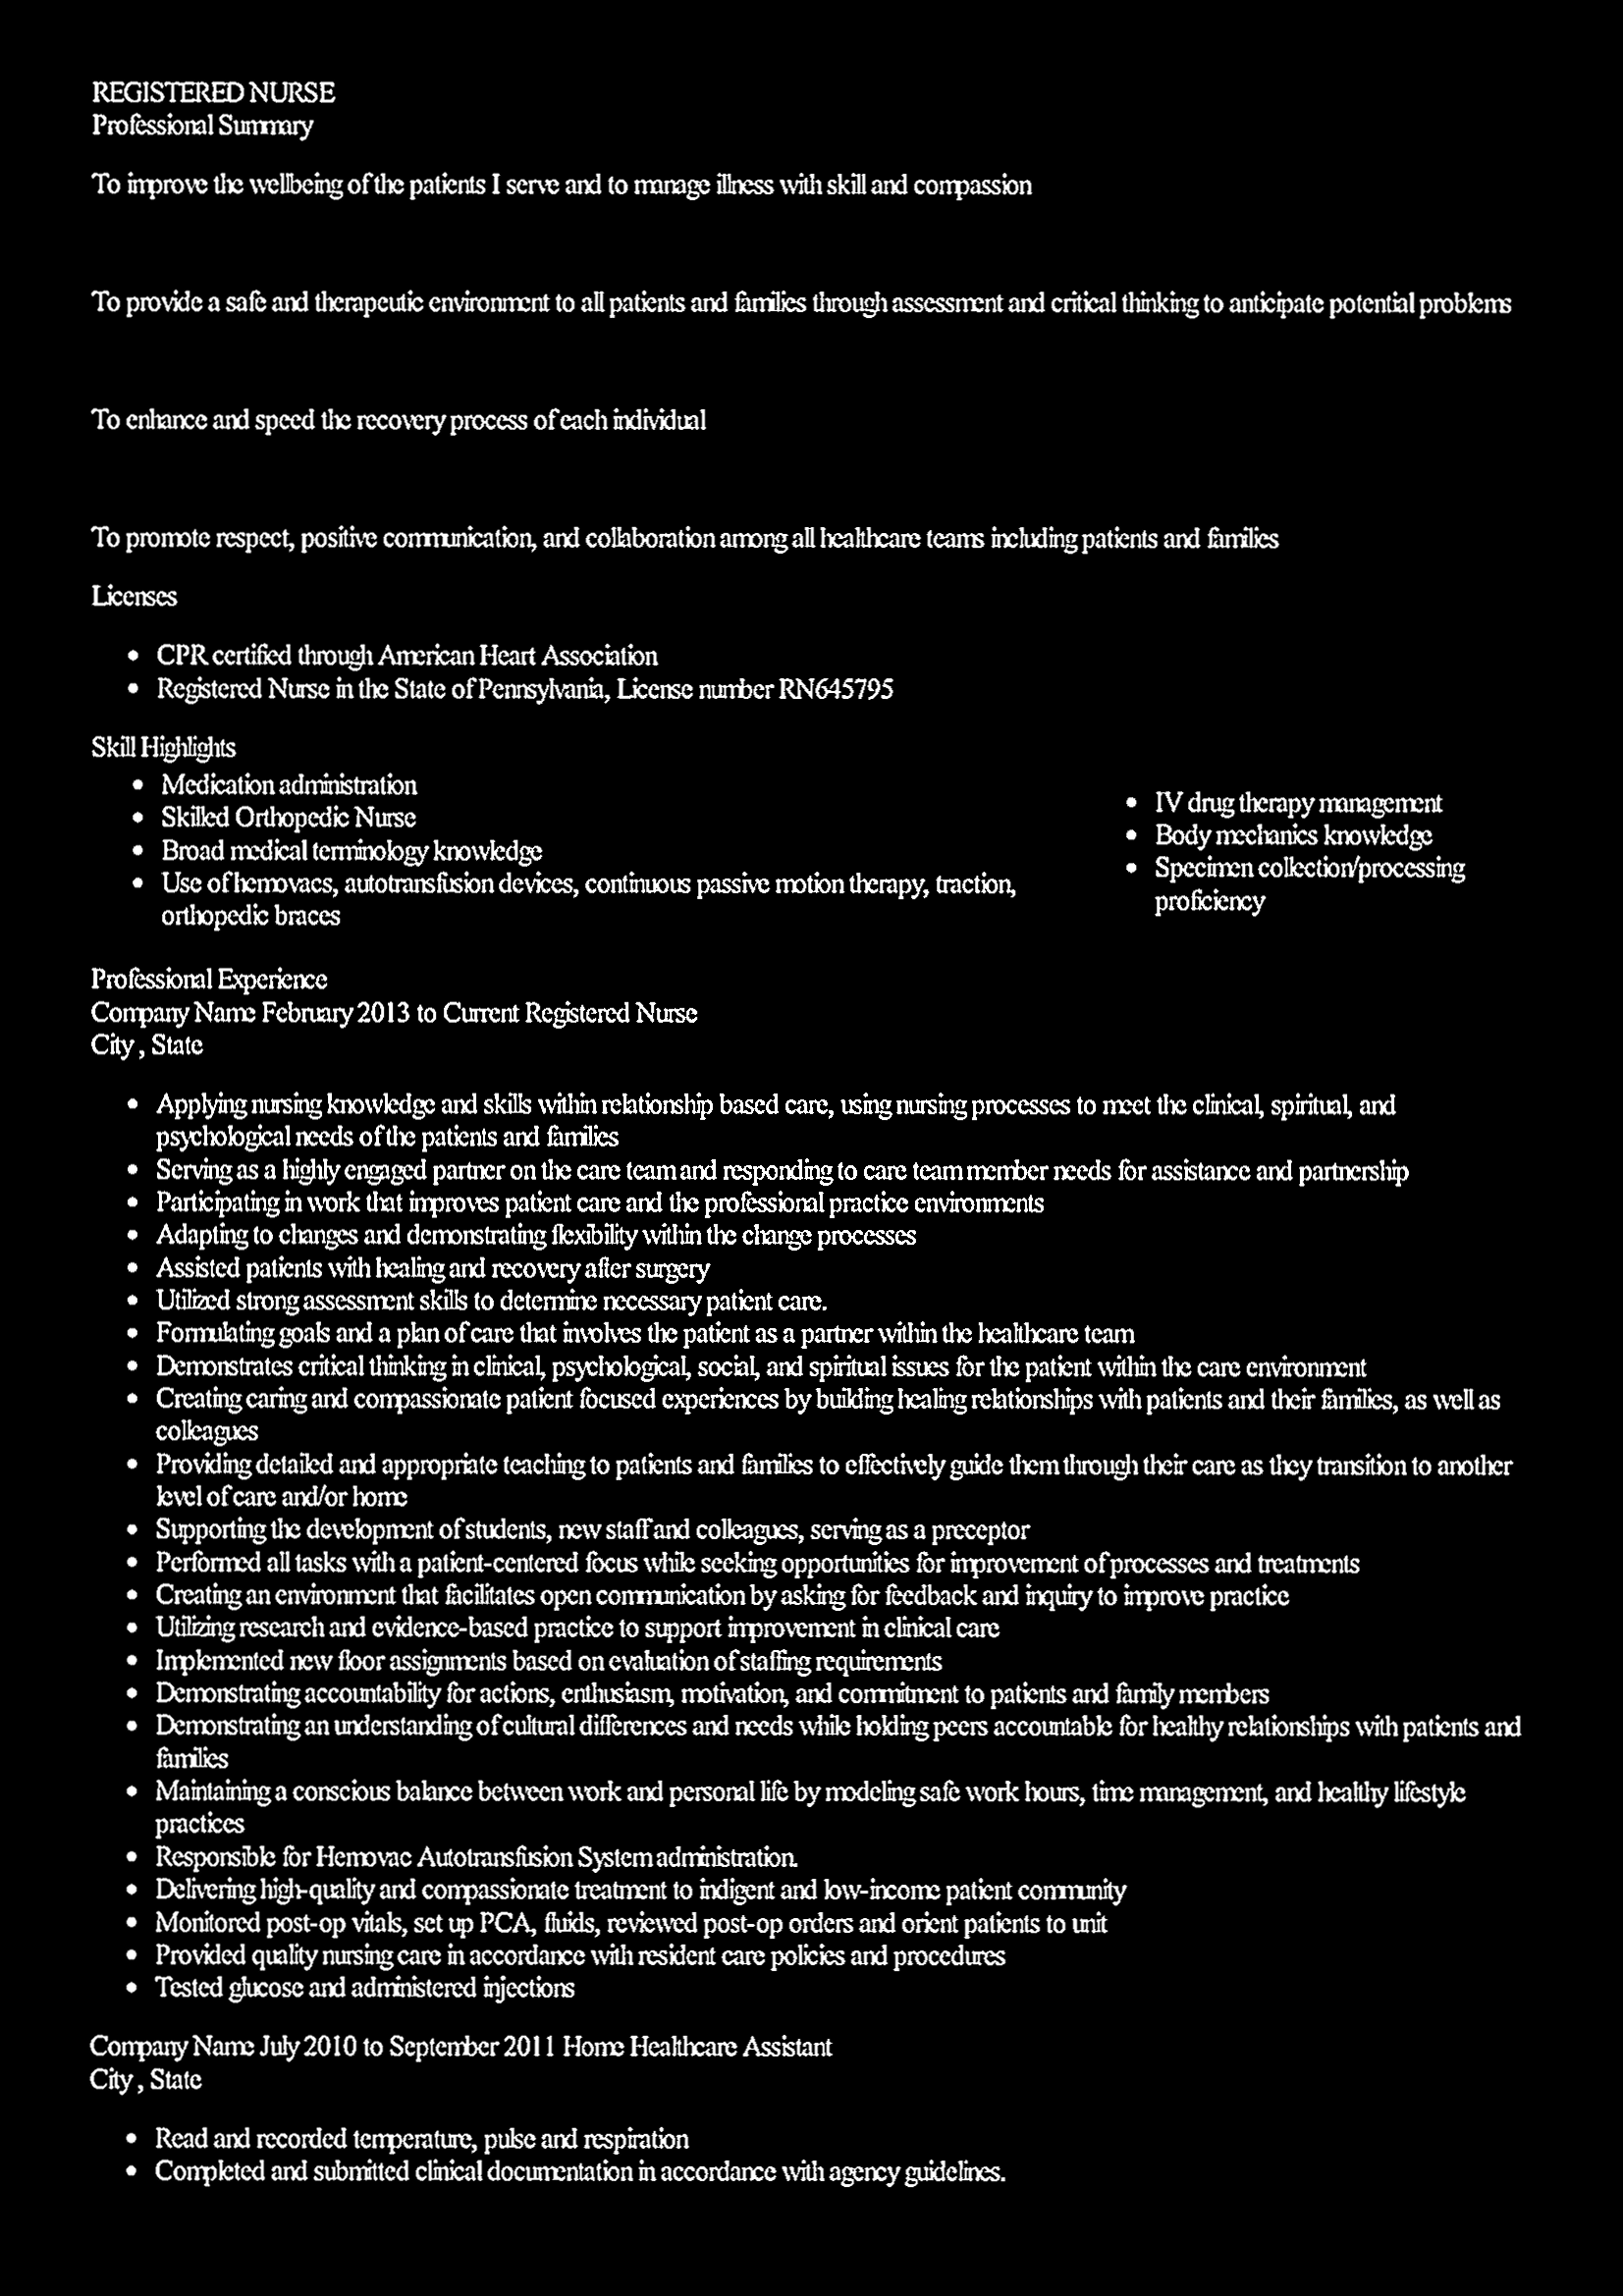 REGISTERED NURSE
Professional Summary
To improve the wellbeing of the patients I serve and to manage illness with skill and compassion
To provide a safe and therapeutic environment to all patients and families through assessment and critical thinking to anticipate potential problems
To enhance and speed the recovery process of each individual
To promote respect, positive communication, and collaboration among all healthcare teams including patients and families
Licenses
• CPR certified through American Heart Association
• Registered Nurse in the State of Pennsylvania, License number RN645795
Skill Highlights
• Medication administration
• Skilled Orthopedic Nurse
• Broad medical terminology knowledge
• Use of hemovacs, autotransfusion devices, continuous passive motion therapy, traction,
orthopedic braces
• IV drug therapy management
• Body mechanics knowledge
• Specimen collection/processing
proficiency
Professional Experience
Company Name February 2013 to Current Registered Nurse
City , State
• Applying nursing knowledge and skills within relationship based care, using nursing processes to meet the clinical, spiritual, and
psychological needs of the patients and families
• Serving as a highly engaged partner on the care team and responding to care team member needs for assistance and partnership
• Participating in work that improves patient care and the professional practice environments
• Adapting to changes and demonstrating flexibility within the change processes
• Assisted patients with healing and recovery after surgery
• Utilized strong assessment skills to determine necessary patient care.
• Formulating goals and a plan of care that involves the patient as a partner within the healthcare team
• Demonstrates critical thinking in clinical, psychological, social, and spiritual issues for the patient within the care environment
• Creating caring and compassionate patient focused experiences by building healing relationships with patients and their families, as well as
colleagues
• Providing detailed and appropriate teaching to patients and families to effectively guide them through their care as they transition to another
level of care and/or home
• Supporting the development of students, new staff and colleagues, serving as a preceptor
• Performed all tasks with a patient-centered focus while seeking opportunities for improvement of processes and treatments
• Creating an environment that facilitates open communication by asking for feedback and inquiry to improve practice
• Utilizing research and evidence-based practice to support improvement in clinical care
• Implemented new floor assignments based on evaluation of staffing requirements
• Demonstrating accountability for actions, enthusiasm, motivation, and commitment to patients and family members
• Demonstrating an understanding of cultural differences and needs while holding peers accountable for healthy relationships with patients and
families
• Maintaining a conscious balance between work and personal life by modeling safe work hours, time management, and healthy lifestyle
practices
• Responsible for Hemovac Autotransfusion System administration.
• Delivering high-quality and compassionate treatment to indigent and low-income patient community
• Monitored post-op vitals, set up PCA, fluids, reviewed post-op orders and orient patients to unit
• Provided quality nursing care in accordance with resident care policies and procedures
• Tested glucose and administered injections
Company Name July 2010 to September 2011 Home Healthcare Assistant
City , State
• Read and recorded temperature, pulse and respiration
• Completed and submitted clinical documentation in accordance with agency guidelines.